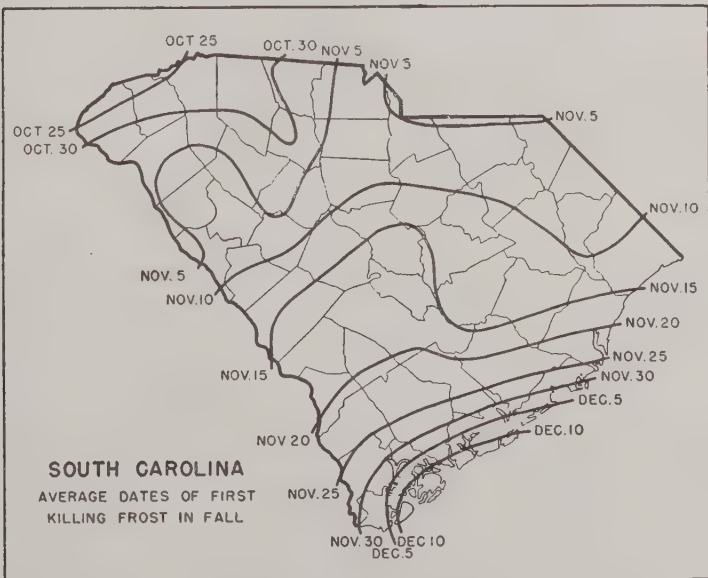 OCT 25
OCT. 30
NOV 5
NOV 5
NOV. 5
OCT 25
OCT. 30
NOV. 10
NOV. 5
NOV. 10
NOV. 15
NOV. 20
NOV. 15
NOV. 25
NOV. 30
DEC. 5
NOV 20
DEC. 10
SOUTH CAROLINA
AVERAGE DATES OF FIRST
KILLING FROST IN FALL
NOV. 25
NOV. 30
DEC 10
DEC. 5